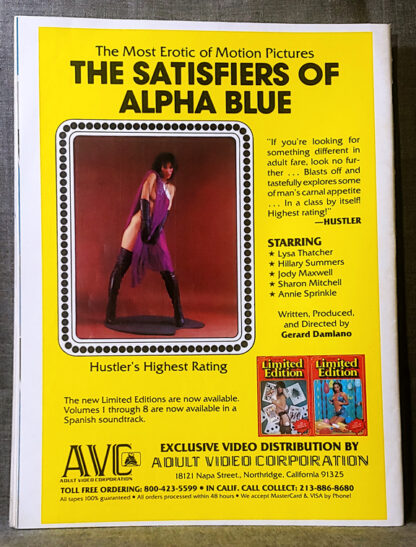 The Most Erotic of Motion Pictures
THE SATISFIERS OF
ALPHA BLUE
"If you're looking for
something different in
adult fare, look no fur-
ther . . . Blasts off and
tastefully explores some
of man's carnal appetite
. . . In a class by itself!
Highest rating!"
—HUSTLER
STARRING
★ Lysa Thatcher
★ Hillary Summers
★ Jody Maxwell
★ Sharon Mitchell
★ Annie Sprinkle
Written, Produced,
and Directed by
Gerard Damiano
Hustler's Highest Rating
The new Limited Editions are now available.
Volumes 1 through 8 are now available in a
Spanish soundtrack.
Limited
Edition
Limited
Edition
AVC
ADULT VIDEO CORPORATION
EXCLUSIVE VIDEO DISTRIBUTION BY
ADULT VIDEO CORPORATION
18121 Napa Street., Northridge, California 91325
TOLL FREE ORDERING: 800-423-5599 • IN CALIF. CALL COLLECT: 213-886-8680
All tapes 100% guaranteed • All orders processed within 48 hours • We accept MasterCard & VISA by Phone!